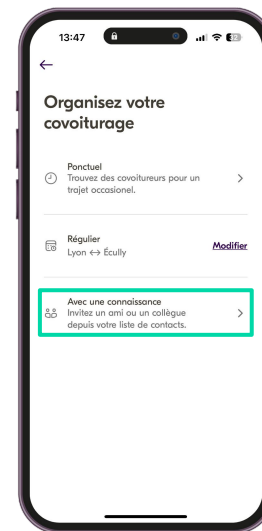 13:47
Organisez votre
covoiturage
Ponctuel
Trouvez des covoitureurs pour un
trajet occasionel.
Régulier
Lyon ↔ Écully
Modifier
Avec une connaissance
Invitez un ami ou un collègue
depuis votre liste de contacts.